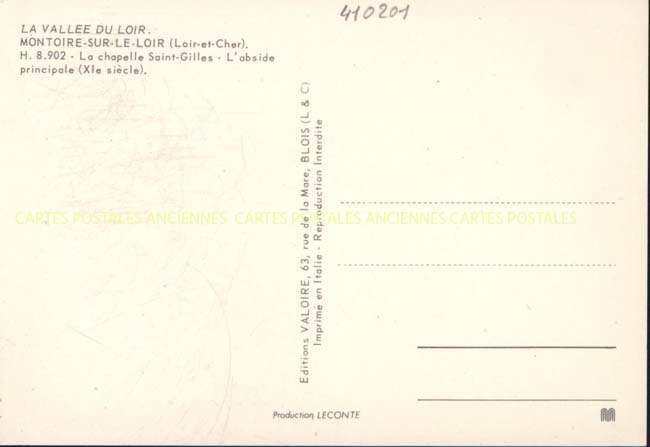 410201
LA VALLEE DU LOIR.
MONTOIRE-SUR-LE-LOIR (Loir-et-Cher).
H. 8.902 - La chapelle Saint-Gilles - L'abside
principale (XIe siècle).
Editions VALOIRE, 63, rue de la Mare, BLOIS (L & C)
Imprimé en Italie - Reproduction Interdite
CARTES POSTALES ANCIENNES CARTES POSTALES ANCIENNES CARTES POSTALES
Production LECONTE